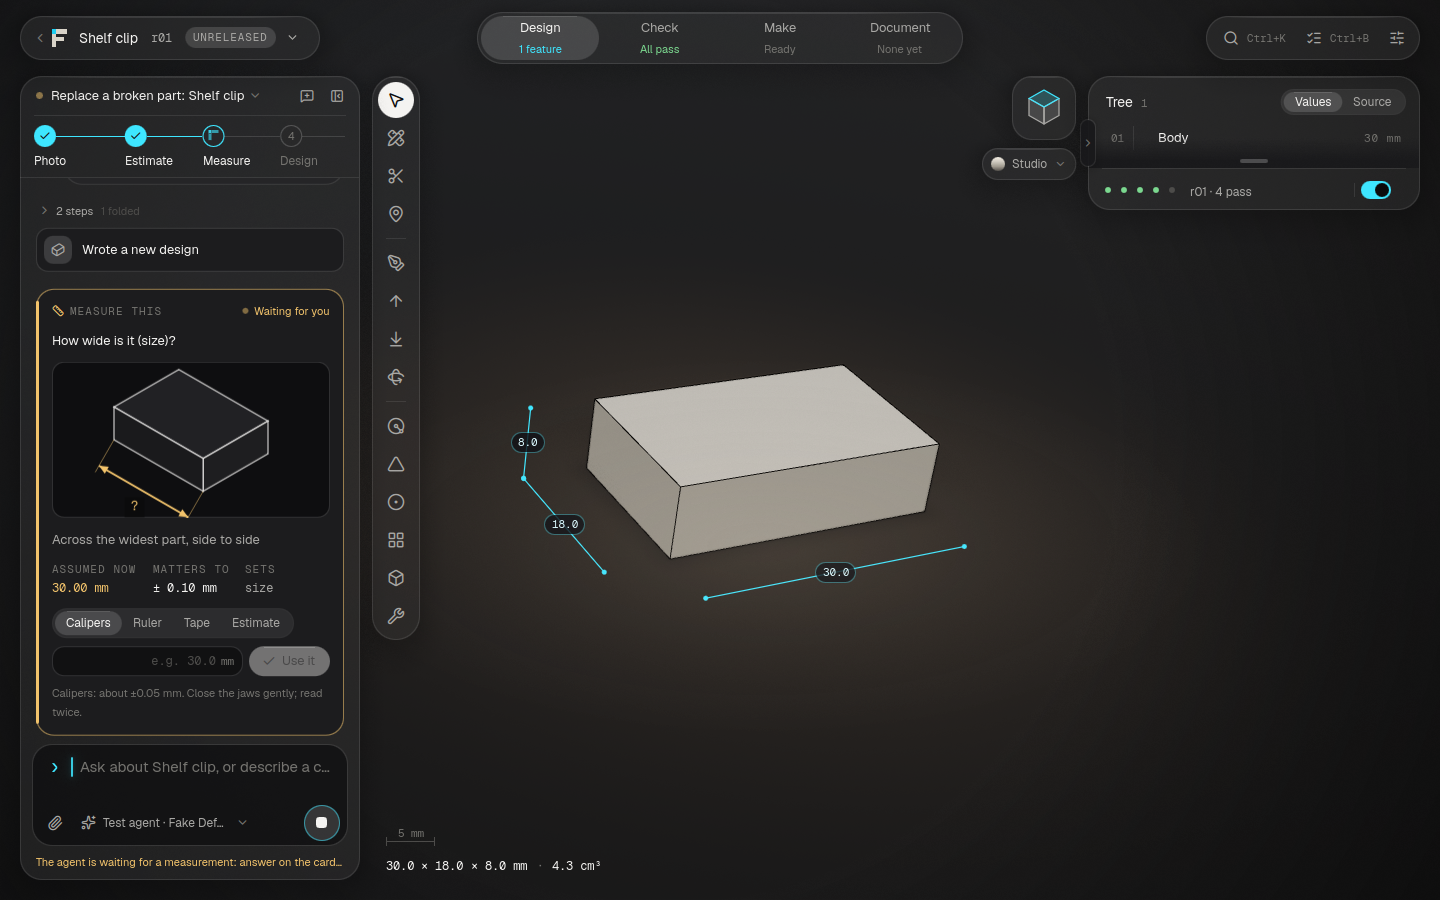 Shelf clip r01 UNRELEASED
Design
1 feature
Check
All pass
Make
Ready
Document
None yet
Ctrl+K Ctrl+B
Replace a broken part: Shelf clip
4
Photo Estimate Measure Design
2 steps 1 folded
Wrote a new design
MEASURE THIS Waiting for you
How wide is it (size)?
?
Across the widest part, side to side
ASSUMED NOW MATTERS TO SETS
30.00 mm ± 0.10 mm size
Calipers Ruler Tape Estimate
e.g. 30.0 mm Use it
Calipers: about ±0.05 mm. Close the jaws gently; read
twice.
Ask about Shelf clip, or describe a c...
Test agent · Fake Def...
The agent is waiting for a measurement: answer on the card...
8.0
18.0
30.0
5 mm
30.0 × 18.0 × 8.0 mm · 4.3 cm³
Studio
Tree 1 Values Source
01 Body 30 mm
r01 · 4 pass